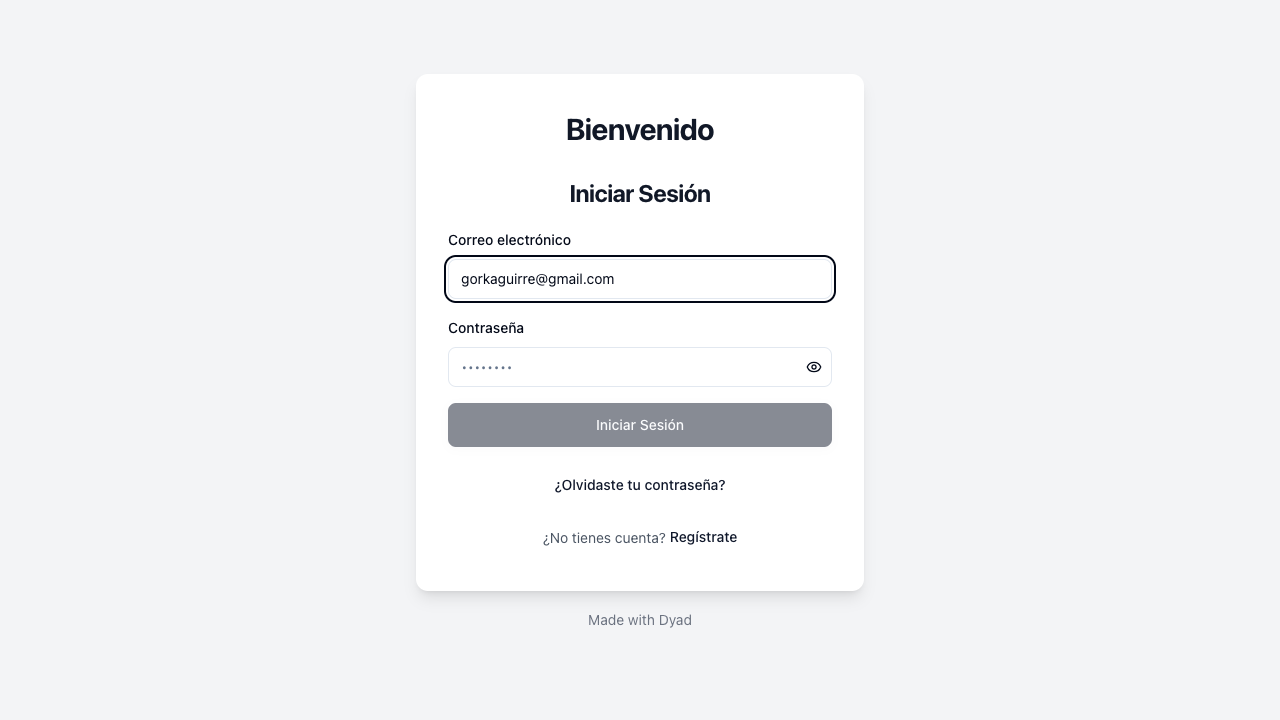 Bienvenido
Iniciar Sesión
Correo electrónico
gorkaguirre@gmail.com
Contraseña
••••••••
Iniciar Sesión
¿Olvidaste tu contraseña?
¿No tienes cuenta? Regístrate
Made with Dyad